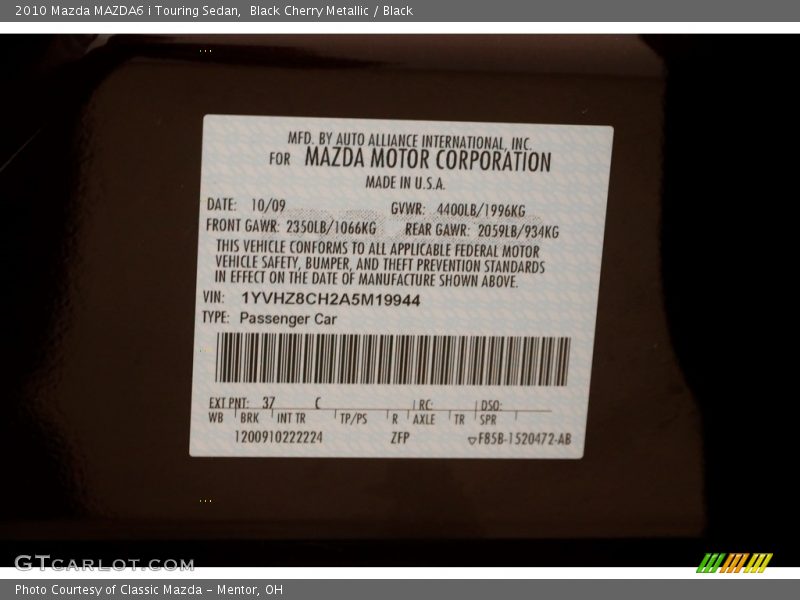 2010 Mazda MAZDA6 i Touring Sedan,  Black Cherry Metallic / Black
MFD. BY AUTO ALLIANCE INTERNATIONAL, INC.
FOR MAZDA MOTOR CORPORATION
MADE IN U.S.A.
DATE: 10/09 GVWR: 4400LB/1996KG
FRONT GAWR: 2350LB/1066KG REAR GAWR: 2059LB/934KG
THIS VEHICLE CONFORMS TO ALL APPLICABLE FEDERAL MOTOR
VEHICLE SAFETY, BUMPER, AND THEFT PREVENTION STANDARDS
IN EFFECT ON THE DATE OF MANUFACTURE SHOWN ABOVE.
VIN: 1YVHZ8CH2A5M19944
TYPE: Passenger Car
EXT PNT: 37 C RC: DSO:
WB BRK INT TR TP/PS R AXLE TR SPR
1200910222224 ZFP F85B-1520472-AB
GTCARLOT.COM
Photo Courtesy of Classic Mazda - Mentor, OH